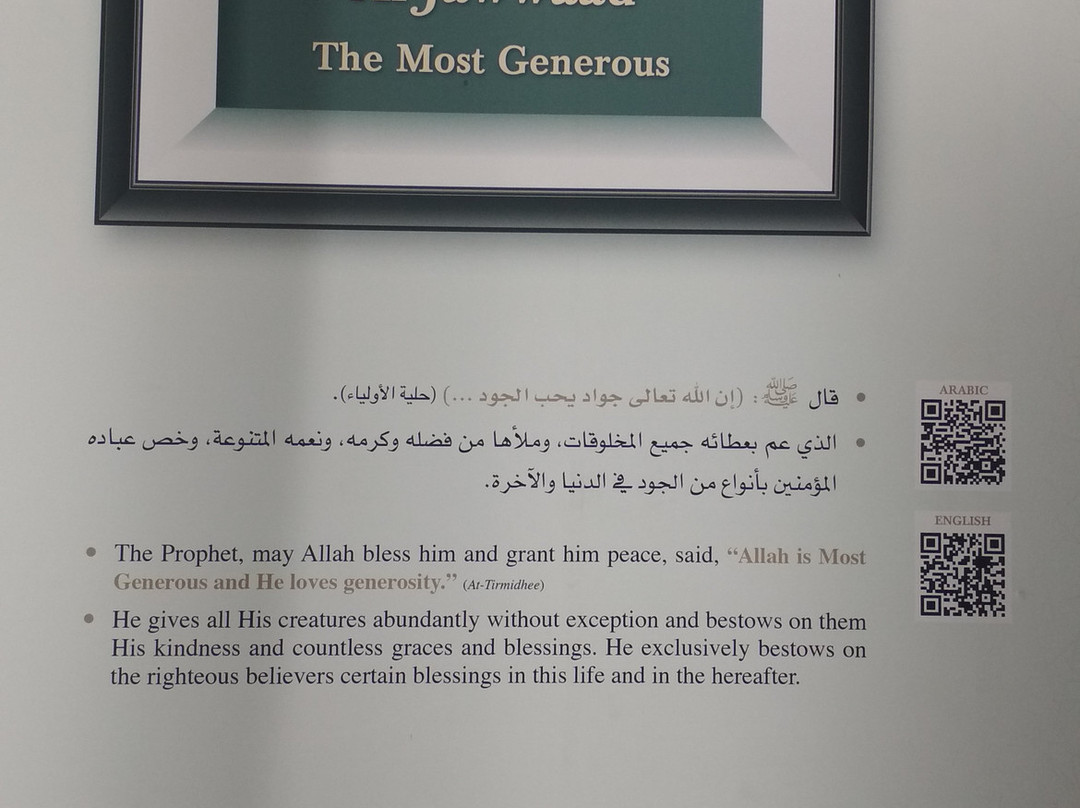 The Most Generous
قال ﷺ: (إن الله تعالى جواد يحب الجود ...) (حلية الأولياء).
الذي عم بعطائه جميع المخلوقات، وملأها من فضله وكرمه، ونعمه المتنوعة، وخص عباده
المؤمنين بأنواع من الجود في الدنيا والآخرة.
ARABIC
ENGLISH
The Prophet, may Allah bless him and grant him peace, said, “Allah is Most
Generous and He loves generosity.” (At-Tirmidhee)
He gives all His creatures abundantly without exception and bestows on them
His kindness and countless graces and blessings. He exclusively bestows on
the righteous believers certain blessings in this life and in the hereafter.